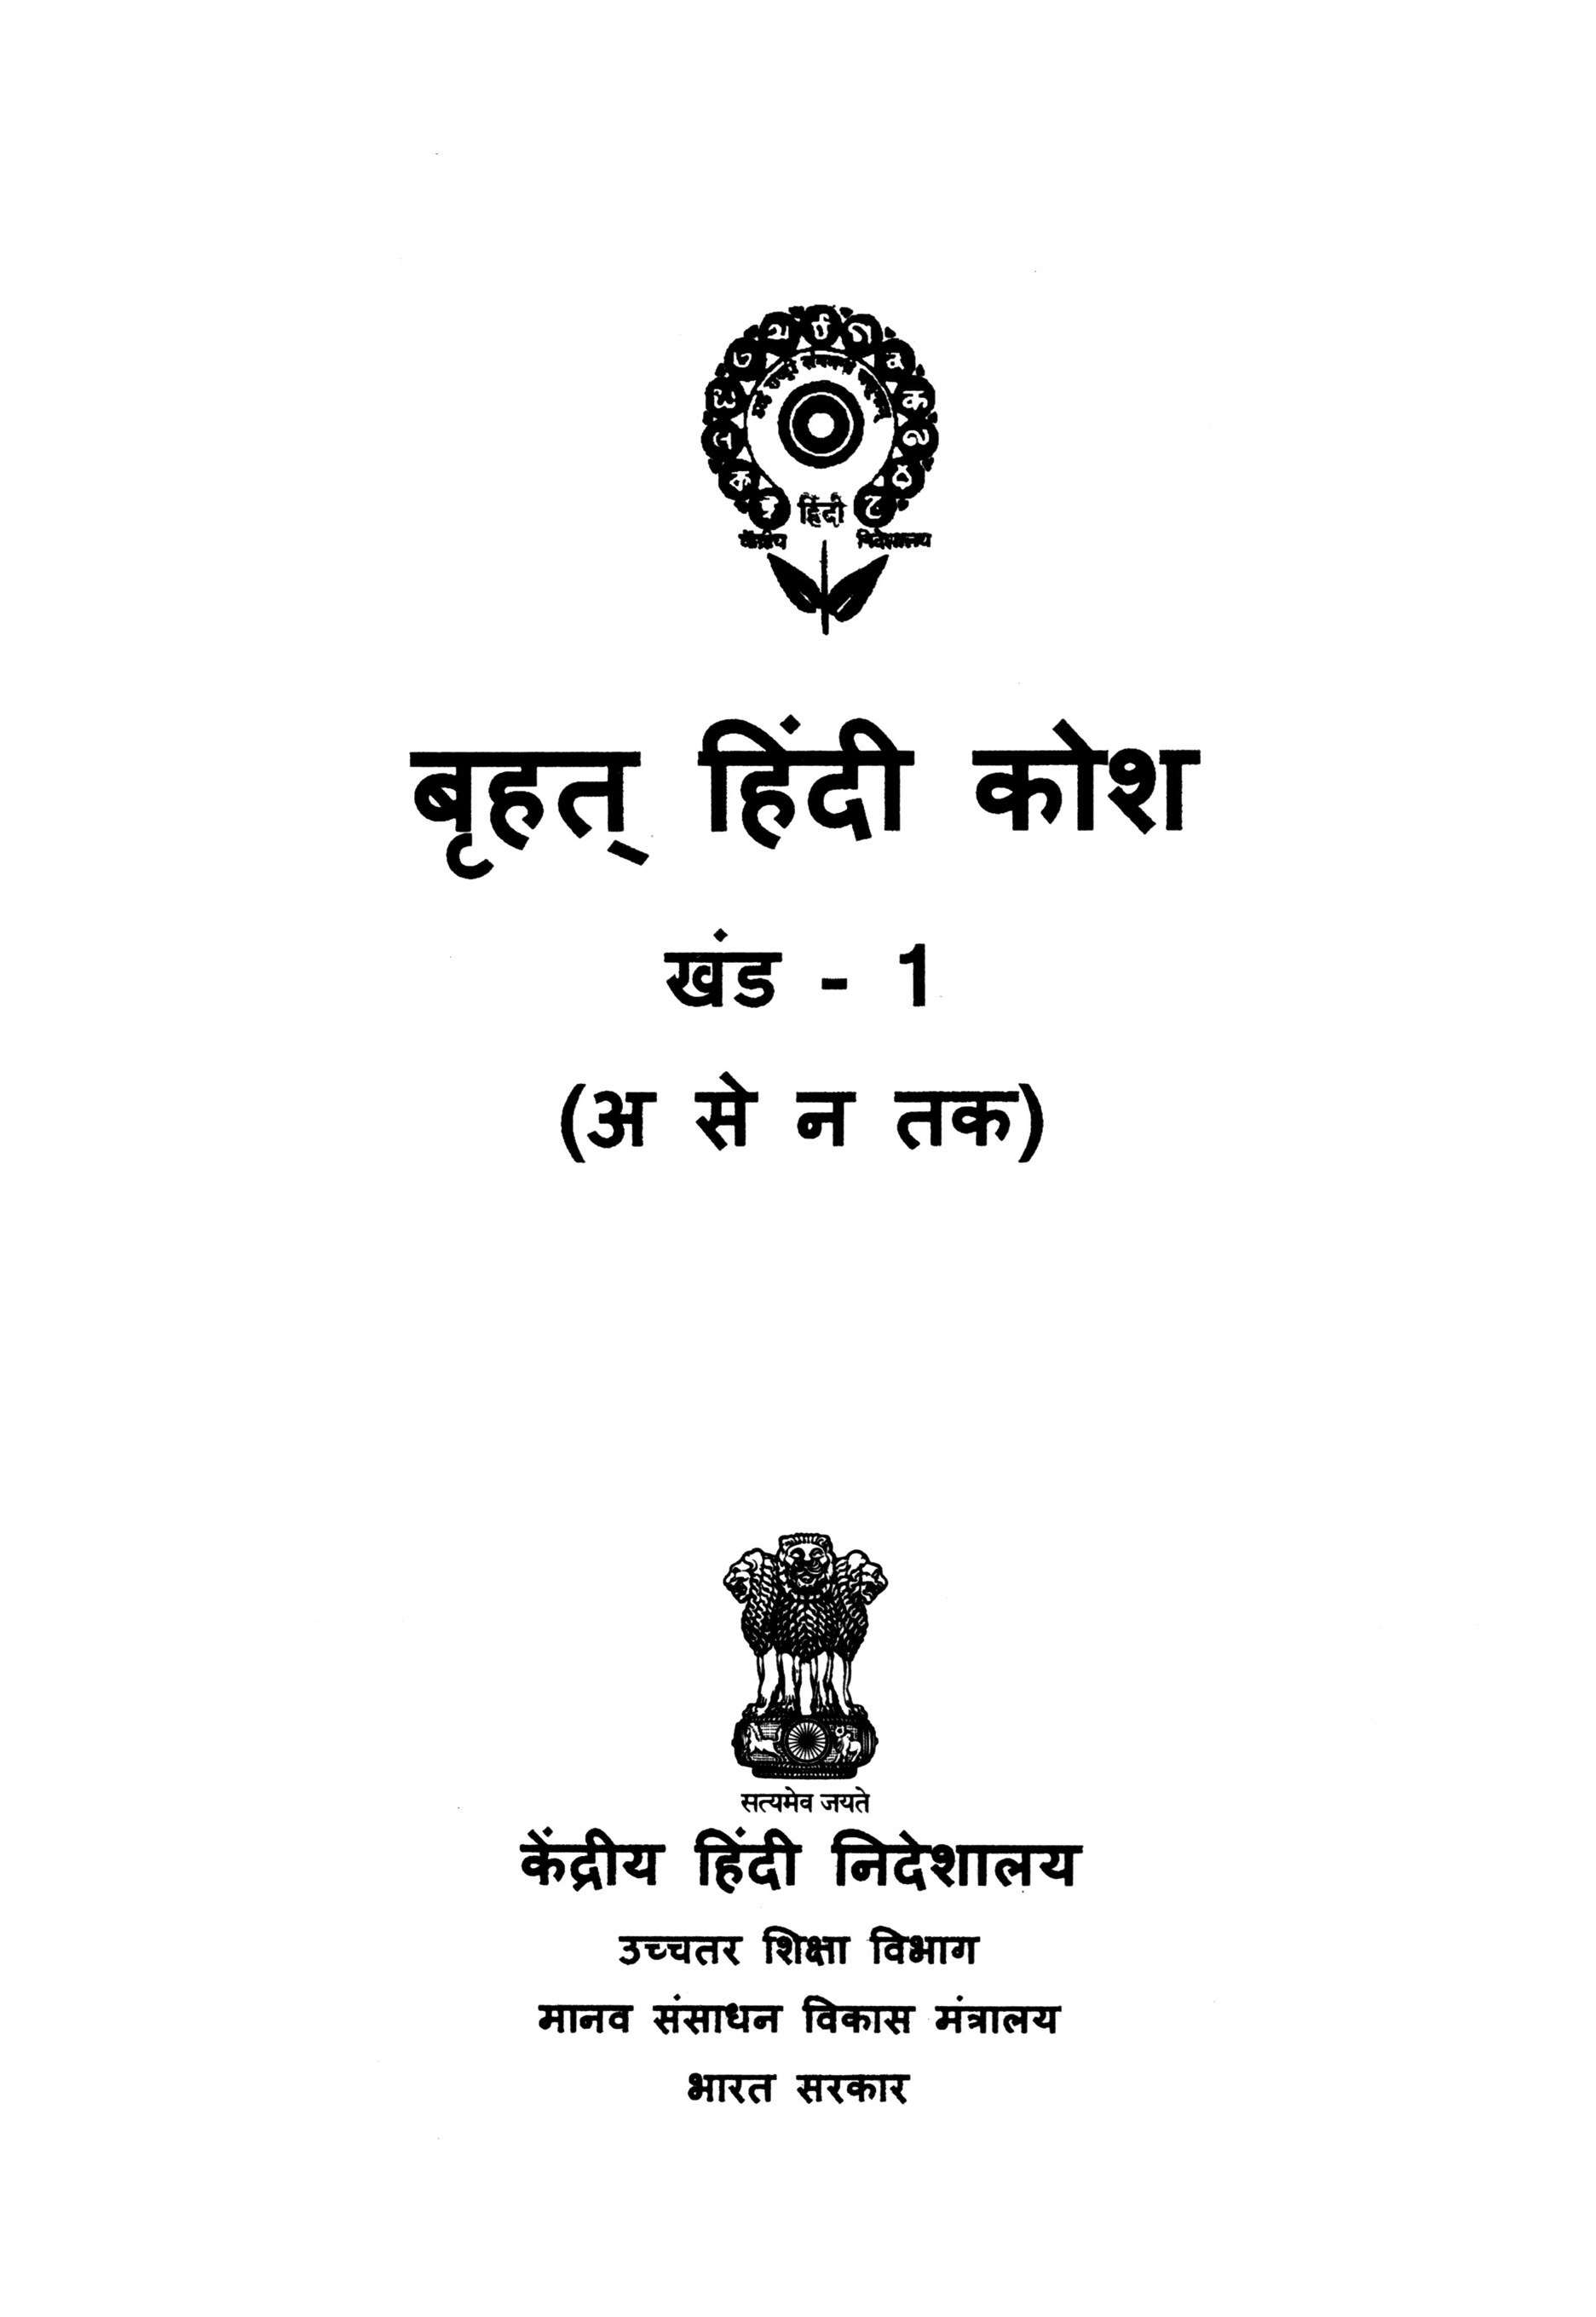 हिंदी
केंद्रीय निदेशालय
बृहत् हिंदी कोश
खंड - 1
(अ से न तक)
सत्यमेव जयते
केंद्रीय हिंदी निदेशालय
उच्चतर शिक्षा विभाग
मानव संसाधन विकास मंत्रालय
भारत सरकार